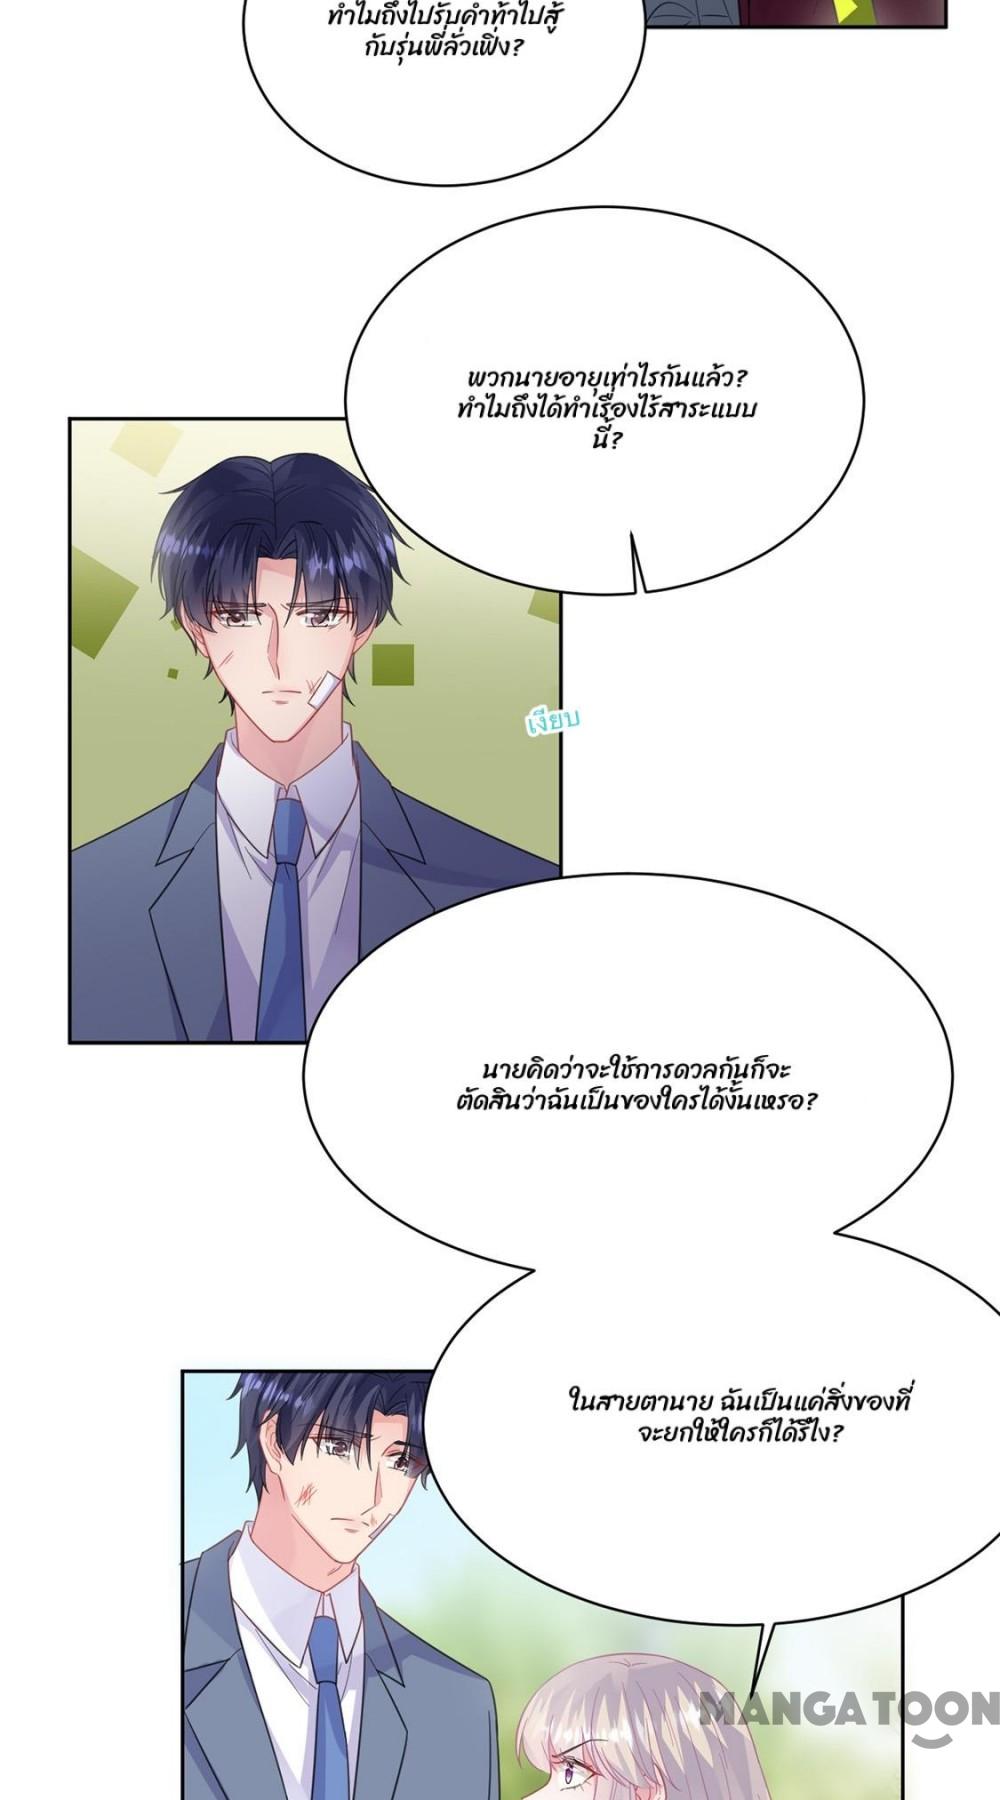 ทำไมถึงไปรับคำท้าไปสู้
กับรุ่นพี่ลั่วเฟิ่ง?
พวกนายอายุเท่าไรกันแล้ว?
ทำไมถึงได้ทำเรื่องไร้สาระแบบ
นี้?
เงียบ
นายคิดว่าจะใช้การดวลกันก็จะ
ตัดสินว่าฉันเป็นของใครได้งั้นเหรอ?
ในสายตานาย ฉันเป็นแค่สิ่งของที่
จะยกให้ใครก็ได้รึไง?
MANGATOON